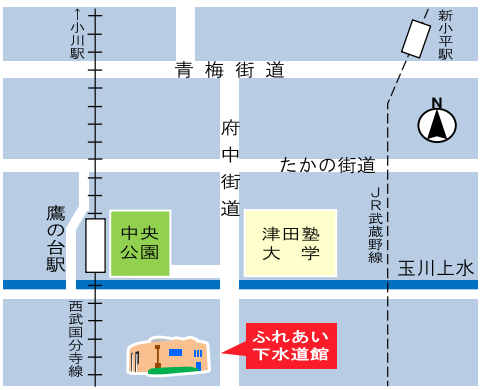 ↑小川駅
新小平駅
青梅街道
N
府中街道
たかの街道
JR武蔵野線
鷹の台駅
中央
公園
津田塾
大学
玉川上水
西武国分寺線
ふれあい
下水道館